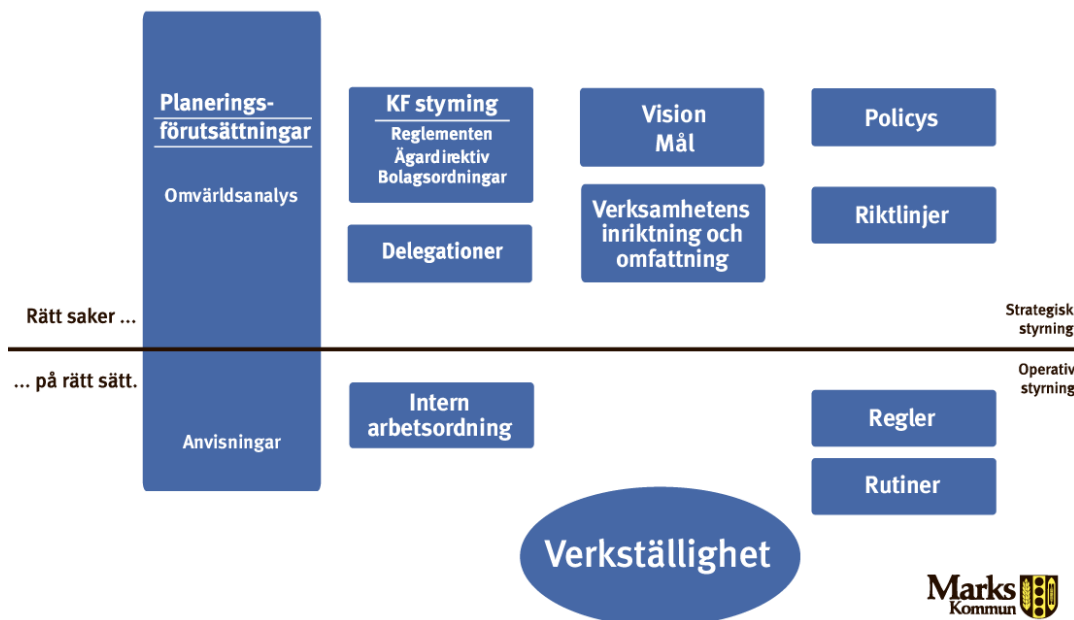 Planerings-
förutsättningar
Omvärldsanalys
KF styrning
Reglementen
Ägardirektiv
Bolagsordningar
Delegationer
Vision
Mål
Verksamhetens
inriktning och
omfattning
Policys
Riktlinjer
Rätt saker ...
Strategisk
styrning
... på rätt sätt.
Operativ
styrning
Anvisningar
Intern
arbetsordning
Regler
Rutiner
Verkställighet
Marks
Kommun